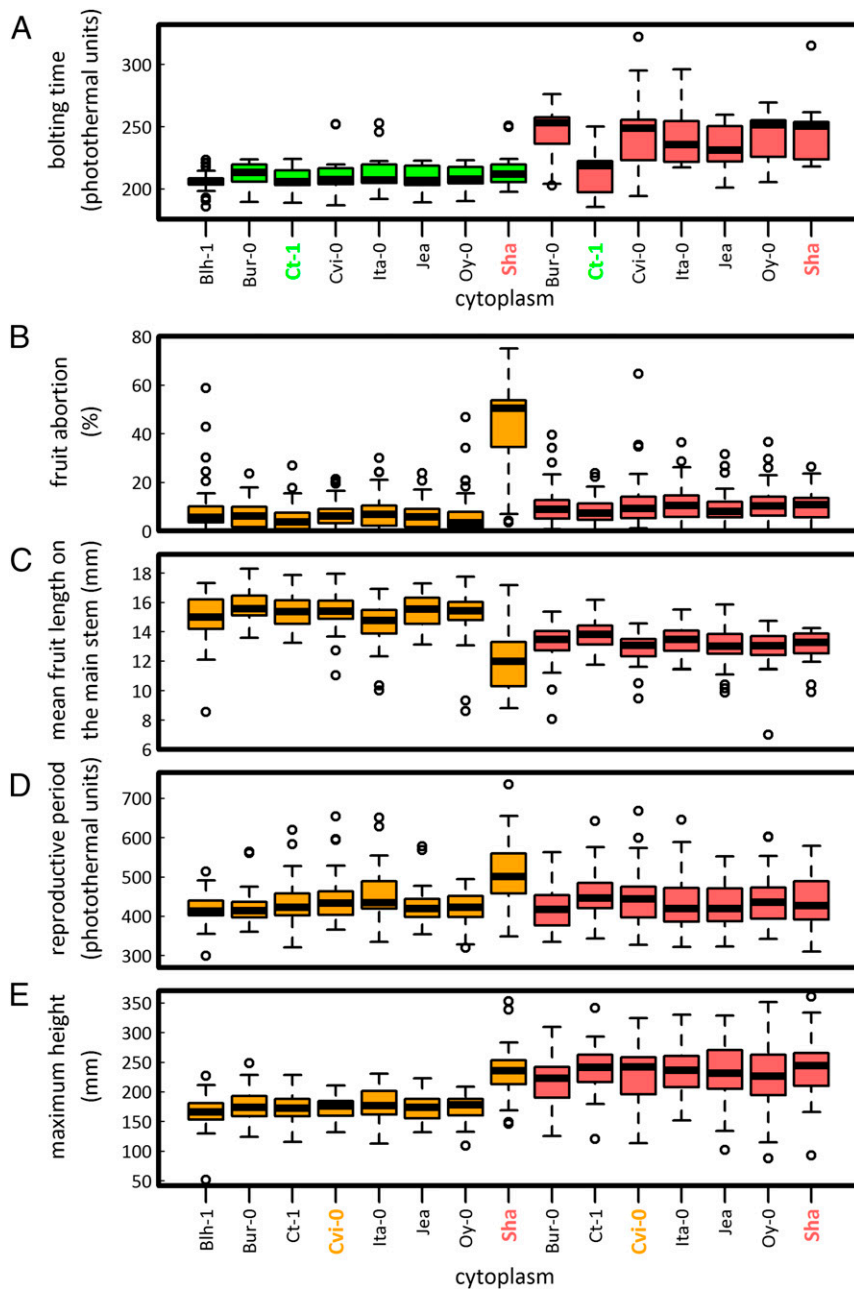 A
bolting time
(photothermal units)
300
250
200
Blh-1 Bur-0 Ct-1 Cvi-0 Ita-0 Jea Oy-0 Sha Bur-0 Ct-1 Cvi-0 Ita-0 Jea Oy-0 Sha
cytoplasm
B
fruit abortion
(%)
80
60
40
20
0
C
mean fruit length on
the main stem (mm)
18
16
14
12
10
8
6
D
reproductive period
(photothermal units)
700
600
500
400
300
E
maximum height
(mm)
350
300
250
200
150
100
50
Blh-1 Bur-0 Ct-1 Cvi-0 Ita-0 Jea Oy-0 Sha Bur-0 Ct-1 Cvi-0 Ita-0 Jea Oy-0 Sha
cytoplasm